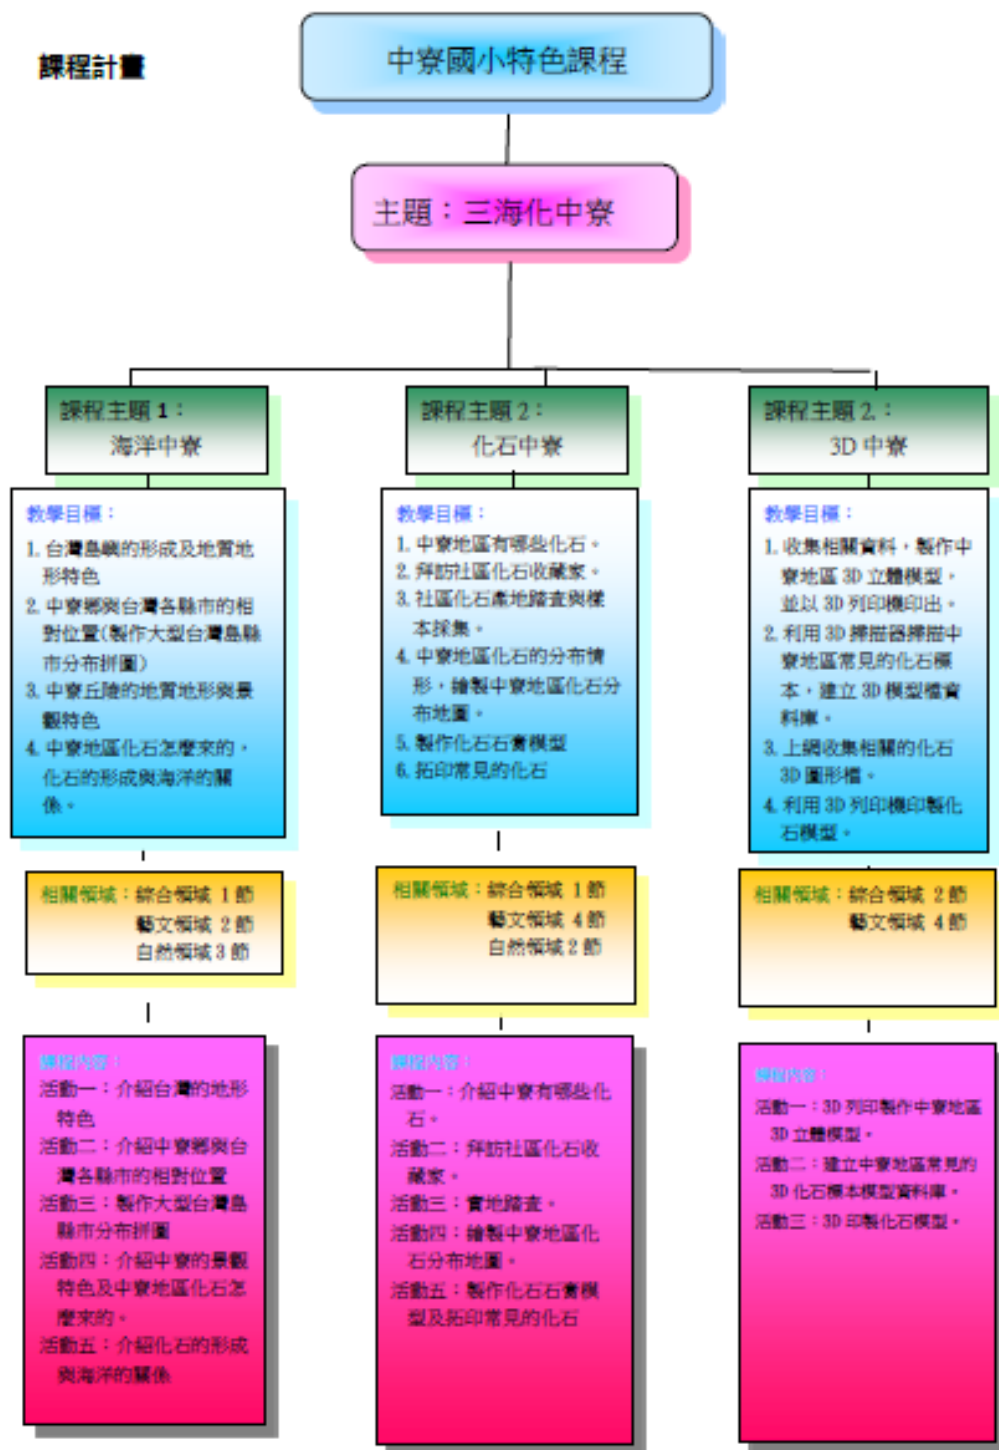 課程計畫
中寮國小特色課程
主題：三海化中寮
課程主題 1：
海洋中寮
教學目標：
1. 台灣島嶼的形成及地質地
形特色
2. 中寮鄉與台灣各縣市的相
對位置(製作大型台灣島縣
市分布拼圖)
3. 中寮丘陵的地質地形與景
觀特色
4. 中寮地區化石怎麼來的，
化石的形成與海洋的關
係。
相關領域：綜合領域 1 節
藝文領域 2 節
自然領域 3 節
課程內容：
活動一：介紹台灣的地形
特色
活動二：介紹中寮鄉與台
灣各縣市的相對位置
活動三：製作大型台灣島
縣市分布拼圖
活動四：介紹中寮的景觀
特色及中寮地區化石怎
麼來的。
活動五：介紹化石的形成
與海洋的關係
課程主題 2：
化石中寮
教學目標：
1. 中寮地區有哪些化石。
2. 拜訪社區化石收藏家。
3. 社區化石產地踏查與樣
本採集。
4. 中寮地區化石的分布情
形，繪製中寮地區化石分
布地圖。
5. 製作化石石膏模型
6. 拓印常見的化石
相關領域：綜合領域 1 節
藝文領域 4 節
自然領域 2 節
課程內容：
活動一：介紹中寮有哪些化
石。
活動二：拜訪社區化石收
藏家。
活動三：實地踏查。
活動四：繪製中寮地區化
石分布地圖。
活動五：製作化石石膏模
型及拓印常見的化石
課程主題 2.：
3D 中寮
教學目標：
1. 收集相關資料，製作中
寮地區 3D 立體模型，
並以 3D 列印機印出。
2. 利用 3D 掃描器掃描中
寮地區常見的化石標
本，建立 3D 模型檔資
料庫。
3. 上網收集相關的化石
3D 圖形檔。
4. 利用 3D 列印機印製化
石模型。
相關領域：綜合領域 2 節
藝文領域 4 節
課程內容：
活動一：3D 列印製作中寮地區
3D 立體模型。
活動二：建立中寮地區常見的
3D 化石標本模型資料庫。
活動三：3D 印製化石模型。